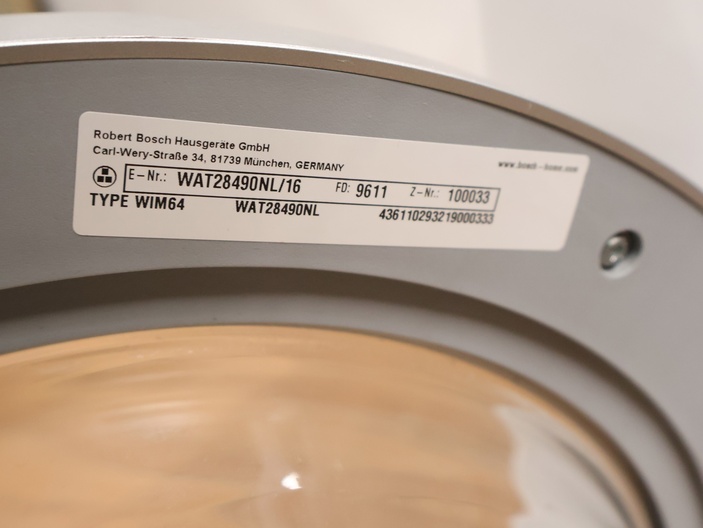 Robert Bosch Hausgeräte GmbH
Carl-Wery-Straße 34, 81739 München, GERMANY
www.bosch-home.com
E-Nr.: WAT28490NL/16 FD: 9611 Z-Nr.: 100033
TYPE WIM64 WAT28490NL 436110293219000333